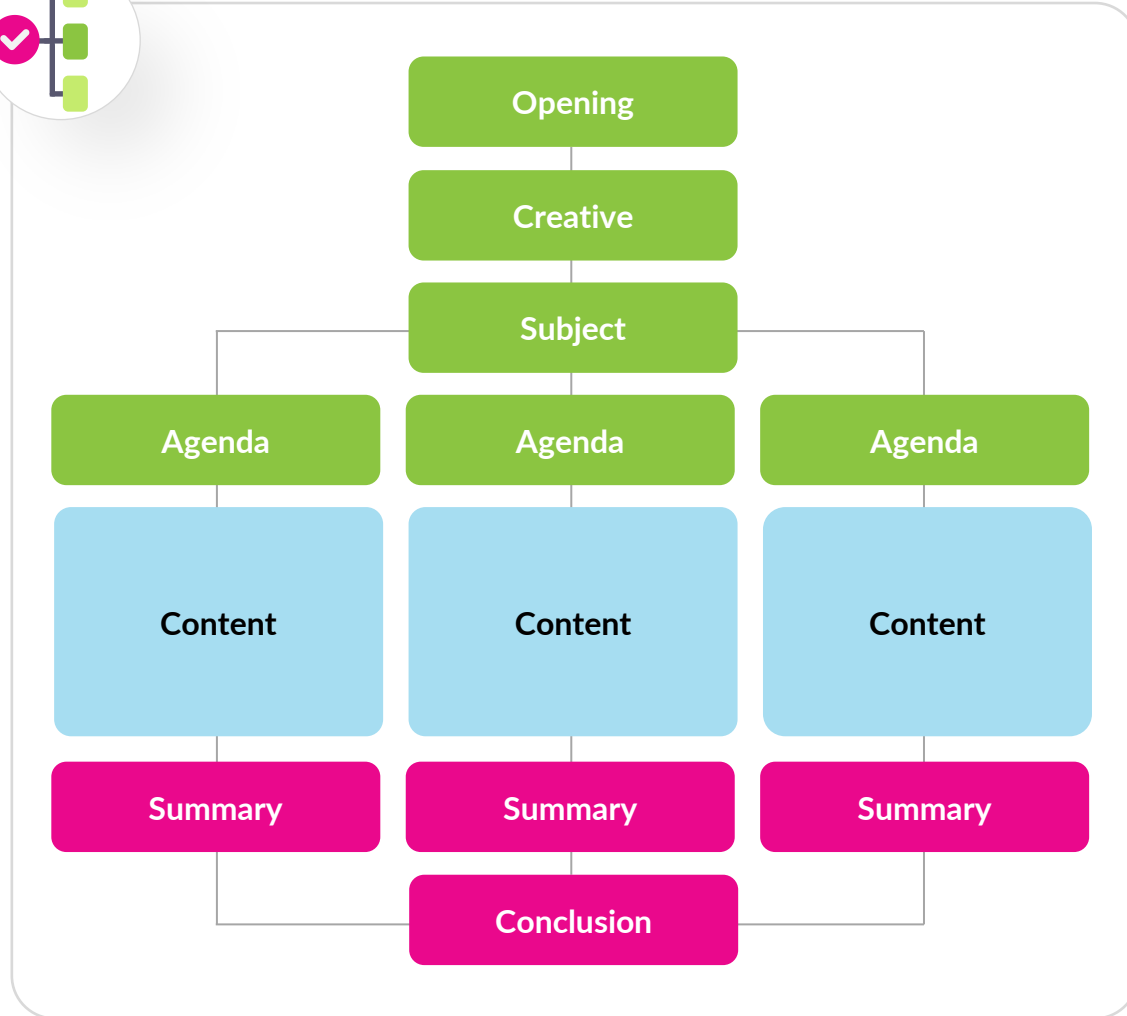 Opening
Creative
Subject
Agenda
Agenda
Agenda
Content
Content
Content
Summary
Summary
Summary
Conclusion